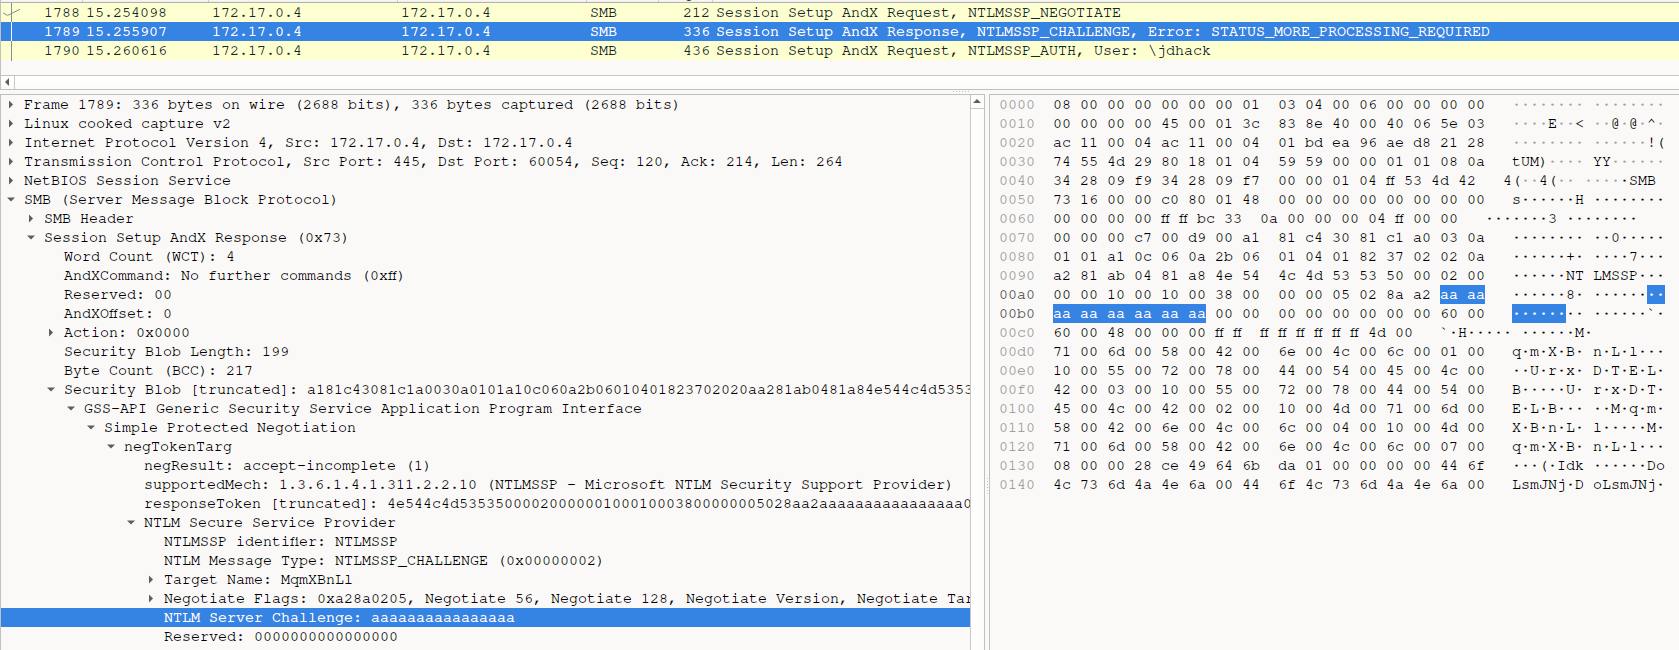 1788 15.254098 172.17.0.4 172.17.0.4 SMB 212 Session Setup AndX Request, NTLMSSP_NEGOTIATE
1789 15.255907 172.17.0.4 172.17.0.4 SMB 336 Session Setup AndX Response, NTLMSSP_CHALLENGE, Error: STATUS_MORE_PROCESSING_REQUIRED
1790 15.260616 172.17.0.4 172.17.0.4 SMB 436 Session Setup AndX Request, NTLMSSP_AUTH, User: \jdhack
Frame 1789: 336 bytes on wire (2688 bits), 336 bytes captured (2688 bits)
Linux cooked capture v2
Internet Protocol Version 4, Src: 172.17.0.4, Dst: 172.17.0.4
Transmission Control Protocol, Src Port: 445, Dst Port: 60054, Seq: 120, Ack: 214, Len: 264
NetBIOS Session Service
SMB (Server Message Block Protocol)
SMB Header
Session Setup AndX Response (0x73)
Word Count (WCT): 4
AndXCommand: No further commands (0xff)
Reserved: 00
AndXOffset: 0
Action: 0x0000
Security Blob Length: 199
Byte Count (BCC): 217
Security Blob [truncated]: a181c43081c1a0030a0101a10c060a2b06010401823702020aa281ab0481a84e544c4d5353
GSS-API Generic Security Service Application Program Interface
Simple Protected Negotiation
negTokenTarg
negResult: accept-incomplete (1)
supportedMech: 1.3.6.1.4.1.311.2.2.10 (NTLMSSP - Microsoft NTLM Security Support Provider)
responseToken [truncated]: 4e544c4d5353500002000000100010003800000005028aa2aaaaaaaaaaaaaaaa0
NTLM Secure Service Provider
NTLMSSP identifier: NTLMSSP
NTLM Message Type: NTLMSSP_CHALLENGE (0x00000002)
Target Name: MqmXBnLl
Negotiate Flags: 0xa28a0205, Negotiate 56, Negotiate 128, Negotiate Version, Negotiate Tar
NTLM Server Challenge: aaaaaaaaaaaaaaaa
Reserved: 0000000000000000
0000 08 00 00 00 00 00 00 01 03 04 00 06 00 00 00 00 ········ ········
0010 00 00 00 00 45 00 01 3c 83 8e 40 00 40 06 5e 03 ····E··< ··@·@·^·
0020 ac 11 00 04 ac 11 00 04 01 bd ea 96 ae d8 21 28 ········ ······!(
0030 74 55 4d 29 80 18 01 04 59 59 00 00 01 01 08 0a tUM)···· YY······
0040 34 28 09 f9 34 28 09 f7 00 00 01 04 ff 53 4d 42 4(··4(·· ·····SMB
0050 73 16 00 00 c0 80 01 48 00 00 00 00 00 00 00 00 s······H ········
0060 00 00 00 00 ff ff bc 33 0a 00 00 00 04 ff 00 00 ·······3 ········
0070 00 00 00 c7 00 d9 00 a1 81 c4 30 81 c1 a0 03 0a ········ ··0·····
0080 01 01 a1 0c 06 0a 2b 06 01 04 01 82 37 02 02 0a ······+· ····7···
0090 a2 81 ab 04 81 a8 4e 54 4c 4d 53 53 50 00 02 00 ······NT LMSSP···
00a0 00 00 10 00 10 00 38 00 00 00 05 02 8a a2 aa aa ······8· ········
00b0 aa aa aa aa aa aa 00 00 00 00 00 00 00 00 60 00 ········ ······`·
00c0 60 00 48 00 00 00 ff ff ff ff ff ff ff ff 4d 00 `·H····· ······M·
00d0 71 00 6d 00 58 00 42 00 6e 00 4c 00 6c 00 01 00 q·m·X·B· n·L·l···
00e0 10 00 55 00 72 00 78 00 44 00 54 00 45 00 4c 00 ··U·r·x· D·T·E·L·
00f0 42 00 03 00 10 00 55 00 72 00 78 00 44 00 54 00 B·····U· r·x·D·T·
0100 45 00 4c 00 42 00 02 00 10 00 4d 00 71 00 6d 00 E·L·B··· ··M·q·m·
0110 58 00 42 00 6e 00 4c 00 6c 00 04 00 10 00 4d 00 X·B·n·L· l·····M·
0120 71 00 6d 00 58 00 42 00 6e 00 4c 00 6c 00 07 00 q·m·X·B· n·L·l···
0130 08 00 00 28 ce 49 64 6b da 01 00 00 00 00 44 6f ···(·Idk ······Do
0140 4c 73 6d 4a 4e 6a 00 44 6f 4c 73 6d 4a 4e 6a 00 LsmJNj·D oLsmJNj·